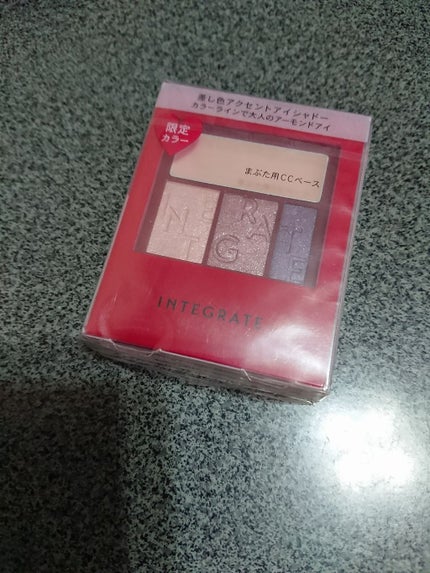 差し色アクセントアイシャドー
カラーラインで大人のアーモンドアイ
限定
カラー
まぶた用CCベース
INTEGRATE
INTEGRATE